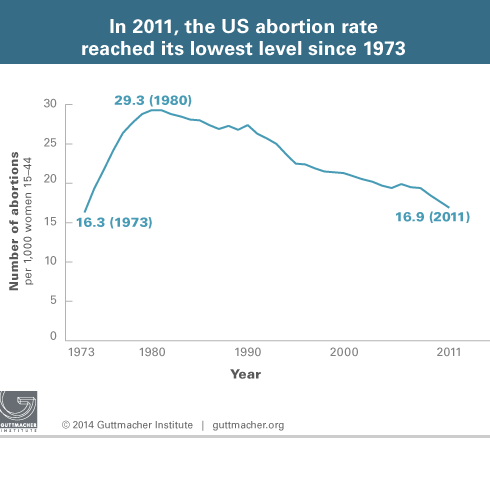 In 2011, the US abortion rate
reached its lowest level since 1973
30
25
20
15
10
5
0
Number of abortions
per 1,000 women 15–44
29.3 (1980)
16.3 (1973)
16.9 (2011)
1973
1980
1990
2000
2011
Year
GUTTMACHER
INSTITUTE
© 2014 Guttmacher Institute | guttmacher.org